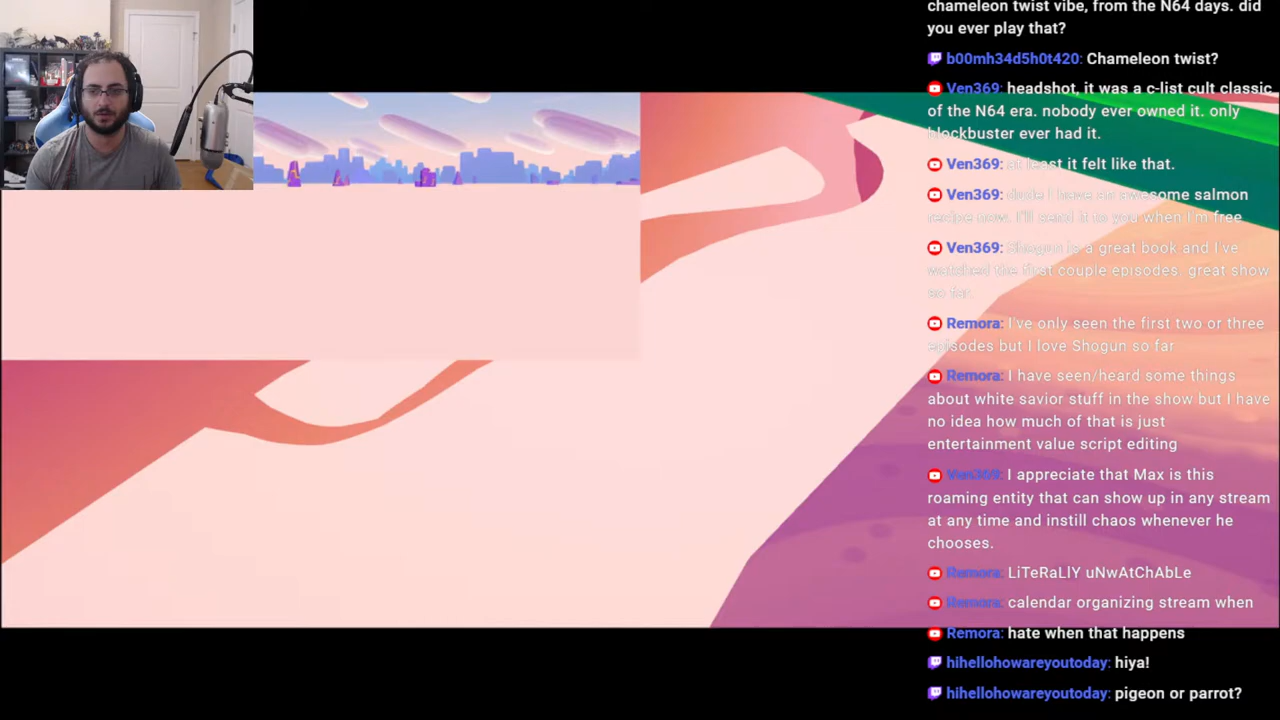 chameleon twist vibe, from the N64 days. did
you ever play that?
b00mh34d5h0t420: Chameleon twist?
Ven369: headshot, it was a c-list cult classic
of the N64 era. nobody ever owned it. only
blockbuster ever had it.
Ven369: at least it felt like that.
Ven369: dude I have an awesome salmon
recipe now. I'll send it to you when I'm free
Ven369: Shogun is a great book and I've
watched the first couple episodes. great show
so far.
Remora: I've only seen the first two or three
episodes but I love Shogun so far
Remora: I have seen/heard some things
about white savior stuff in the show but I have
no idea how much of that is just
entertainment value script editing
Ven369: I appreciate that Max is this
roaming entity that can show up in any stream
at any time and instill chaos whenever he
chooses.
Remora: LiTeRaLlY uNwAtChAbLe
Remora: calendar organizing stream when
Remora: hate when that happens
hihellohowareyoutoday: hiya!
hihellohowareyoutoday: pigeon or parrot?